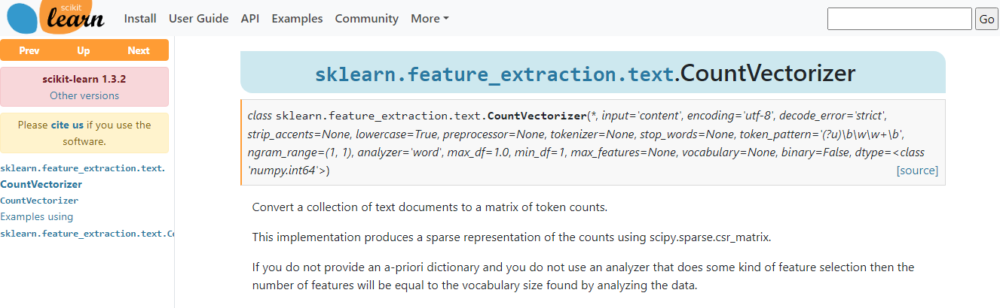 scikit
learn
Install User Guide API Examples Community More
Go
Prev Up Next
scikit-learn 1.3.2
Other versions
Please cite us if you use the
software.
sklearn.feature_extraction.text.
CountVectorizer
CountVectorizer
Examples using
sklearn.feature_extraction.text.Co
sklearn.feature_extraction.text.CountVectorizer
class sklearn.feature_extraction.text.CountVectorizer(*, input='content', encoding='utf-8', decode_error='strict',
strip_accents=None, lowercase=True, preprocessor=None, tokenizer=None, stop_words=None, token_pattern='(?u)\b\w\w+\b',
ngram_range=(1, 1), analyzer='word', max_df=1.0, min_df=1, max_features=None, vocabulary=None, binary=False, dtype=<class
'numpy.int64'>) [source]
Convert a collection of text documents to a matrix of token counts.
This implementation produces a sparse representation of the counts using scipy.sparse.csr_matrix.
If you do not provide an a-priori dictionary and you do not use an analyzer that does some kind of feature selection then the
number of features will be equal to the vocabulary size found by analyzing the data.